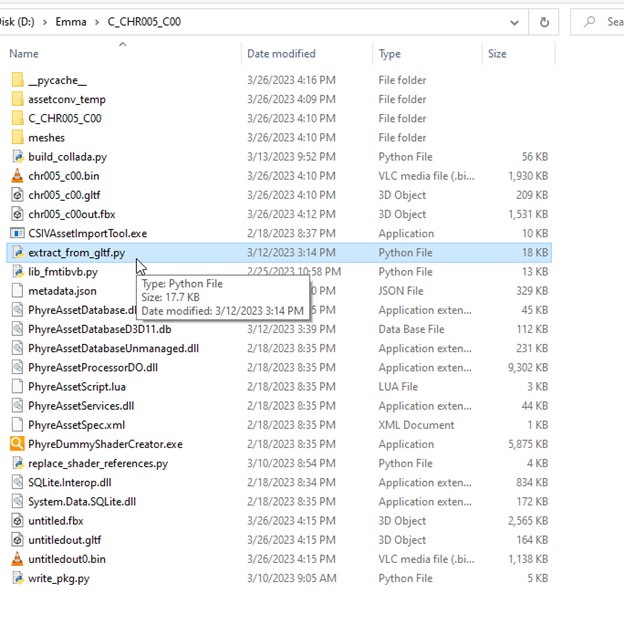 Disk (D:) > Emma > C_CHR005_C00 Sea
Name Date modified Type Size
__pycache__ 3/26/2023 4:16 PM File folder
assetconv_temp 3/26/2023 4:09 PM File folder
C_CHR005_C00 3/26/2023 4:10 PM File folder
meshes 3/26/2023 4:10 PM File folder
build_collada.py 3/13/2023 9:52 PM Python File 56 KB
chr005_c00.bin 3/26/2023 4:10 PM VLC media file (.bi... 1,930 KB
chr005_c00.gltf 3/26/2023 4:10 PM 3D Object 209 KB
chr005_c00out.fbx 3/26/2023 4:12 PM 3D Object 1,531 KB
CSIVAssetImportTool.exe 2/18/2023 8:37 PM Application 10 KB
extract_from_gltf.py 3/12/2023 3:14 PM Python File 18 KB
lib_fmtibvb.py 2/25/2023 10:58 PM Python File 13 KB
Type: Python File
Size: 17.7 KB
Date modified: 3/12/2023 3:14 PM
metadata.json 0 PM JSON File 329 KB
PhyreAssetDatabase.dl 5 PM Application exten... 45 KB
PhyreAssetDatabaseD3D11.db 3/12/2023 3:39 PM Data Base File 112 KB
PhyreAssetDatabaseUnmanaged.dll 2/18/2023 8:35 PM Application exten... 231 KB
PhyreAssetProcessorDO.dll 2/18/2023 8:35 PM Application exten... 9,302 KB
PhyreAssetScript.lua 2/18/2023 8:35 PM LUA File 3 KB
PhyreAssetServices.dll 2/18/2023 8:35 PM Application exten... 44 KB
PhyreAssetSpec.xml 2/18/2023 8:35 PM XML Document 1 KB
PhyreDummyShaderCreator.exe 2/18/2023 8:35 PM Application 5,875 KB
replace_shader_references.py 3/10/2023 8:54 PM Python File 4 KB
SQLite.Interop.dll 2/18/2023 8:34 PM Application exten... 834 KB
System.Data.SQLite.dll 2/18/2023 8:35 PM Application exten... 172 KB
untitled.fbx 3/26/2023 4:15 PM 3D Object 2,565 KB
untitledout.gltf 3/26/2023 4:15 PM 3D Object 164 KB
untitledout0.bin 3/26/2023 4:15 PM VLC media file (.bi... 1,138 KB
write_pkg.py 3/10/2023 9:05 AM Python File 5 KB